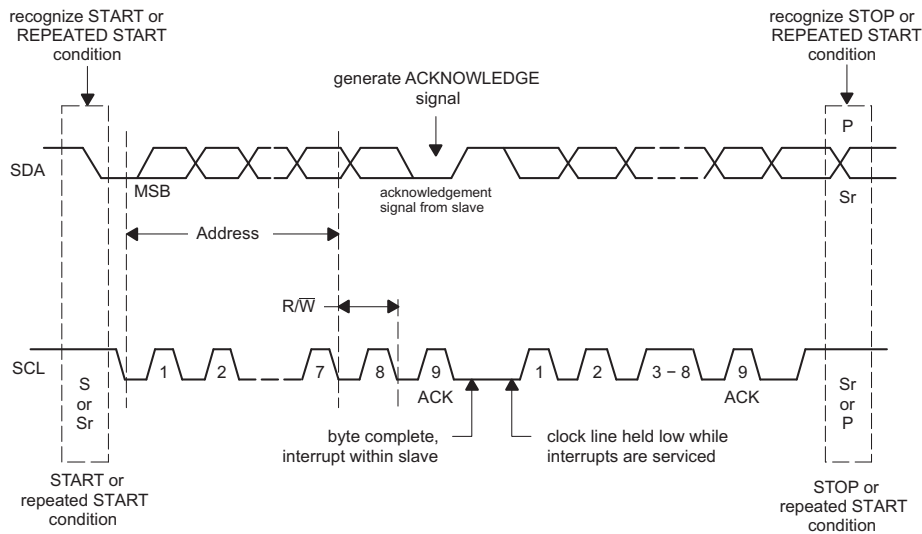 recognize START or
REPEATED START
condition
recognize STOP or
REPEATED START
condition
generate ACKNOWLEDGE
signal
P
SDA
MSB
acknowledgement
signal from slave
Sr
Address
R/W̅
SCL
S
or
Sr
1
2
7
8
9
ACK
1
2
3 – 8
9
ACK
Sr
or
P
byte complete,
interrupt within slave
clock line held low while
interrupts are serviced
START or
repeated START
condition
STOP or
repeated START
condition